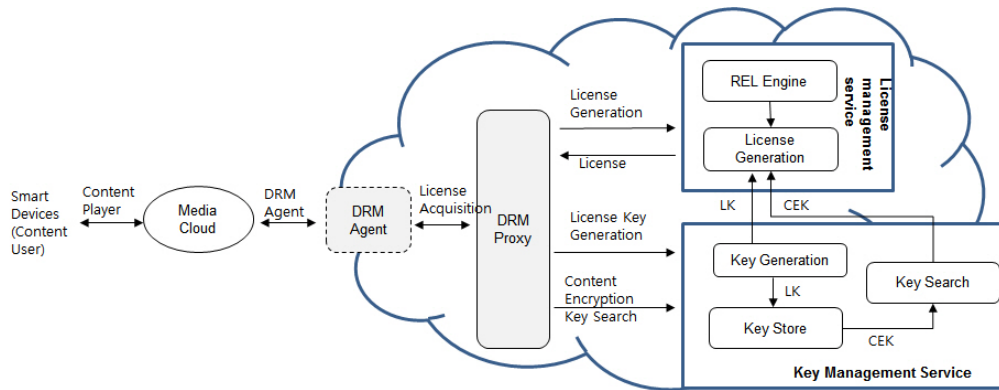 Smart
Devices
(Content
User)
Content
Player
Media
Cloud
DRM
Agent
DRM
Agent
License
Acquisition
DRM
Proxy
License
Generation
License
License Key
Generation
Content
Encryption
Key Search
REL Engine
License
Generation
License
management
service
LK
CEK
Key Generation
LK
Key Store
CEK
Key Search
Key Management Service